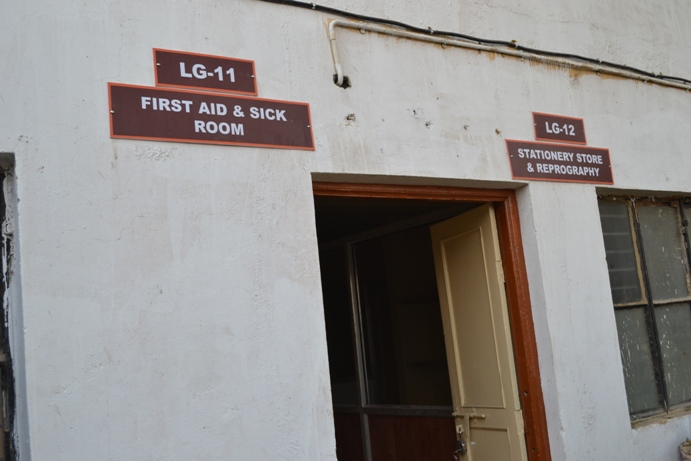 LG-11
FIRST AID & SICK
ROOM
LG-12
STATIONERY STORE
& REPROGRAPHY